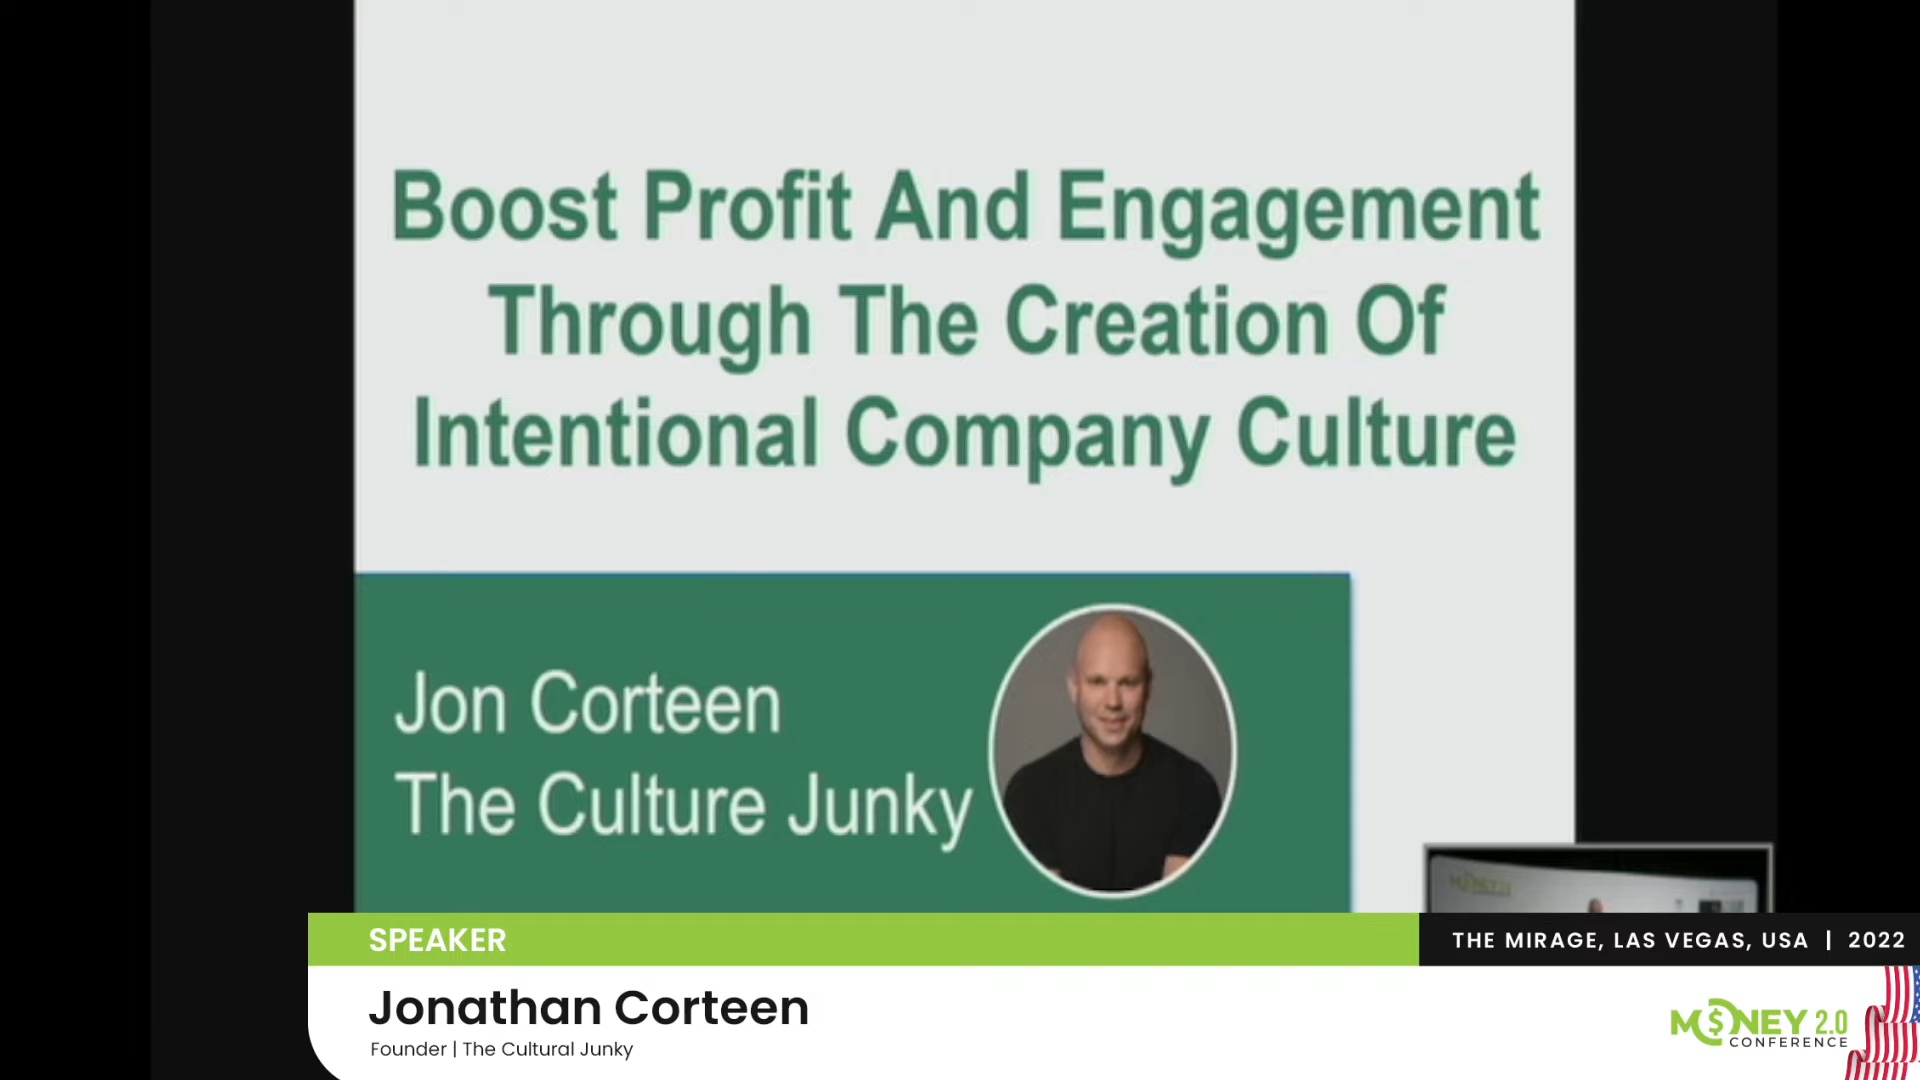 Boost Profit And Engagement
Through The Creation Of
Intentional Company Culture
Jon Corteen
The Culture Junky
SPEAKER
THE MIRAGE, LAS VEGAS, USA | 2022
Jonathan Corteen
Founder | The Cultural Junky
M$NEY 2.0
CONFERENCE